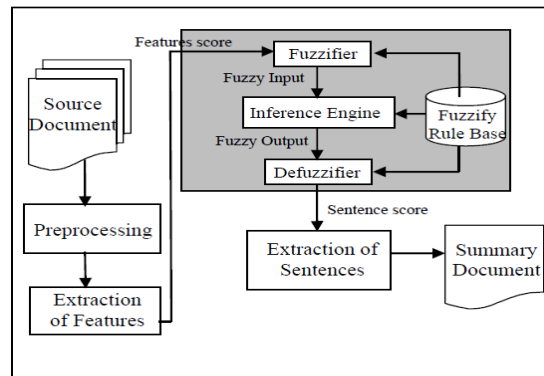 Features score
Fuzzifier
Fuzzy Input
Source
Document
Inference Engine
Fuzzify
Rule Base
Fuzzy Output
Defuzzifier
Sentence score
Preprocessing
Extraction of
Sentences
Summary
Document
Extraction
of Features